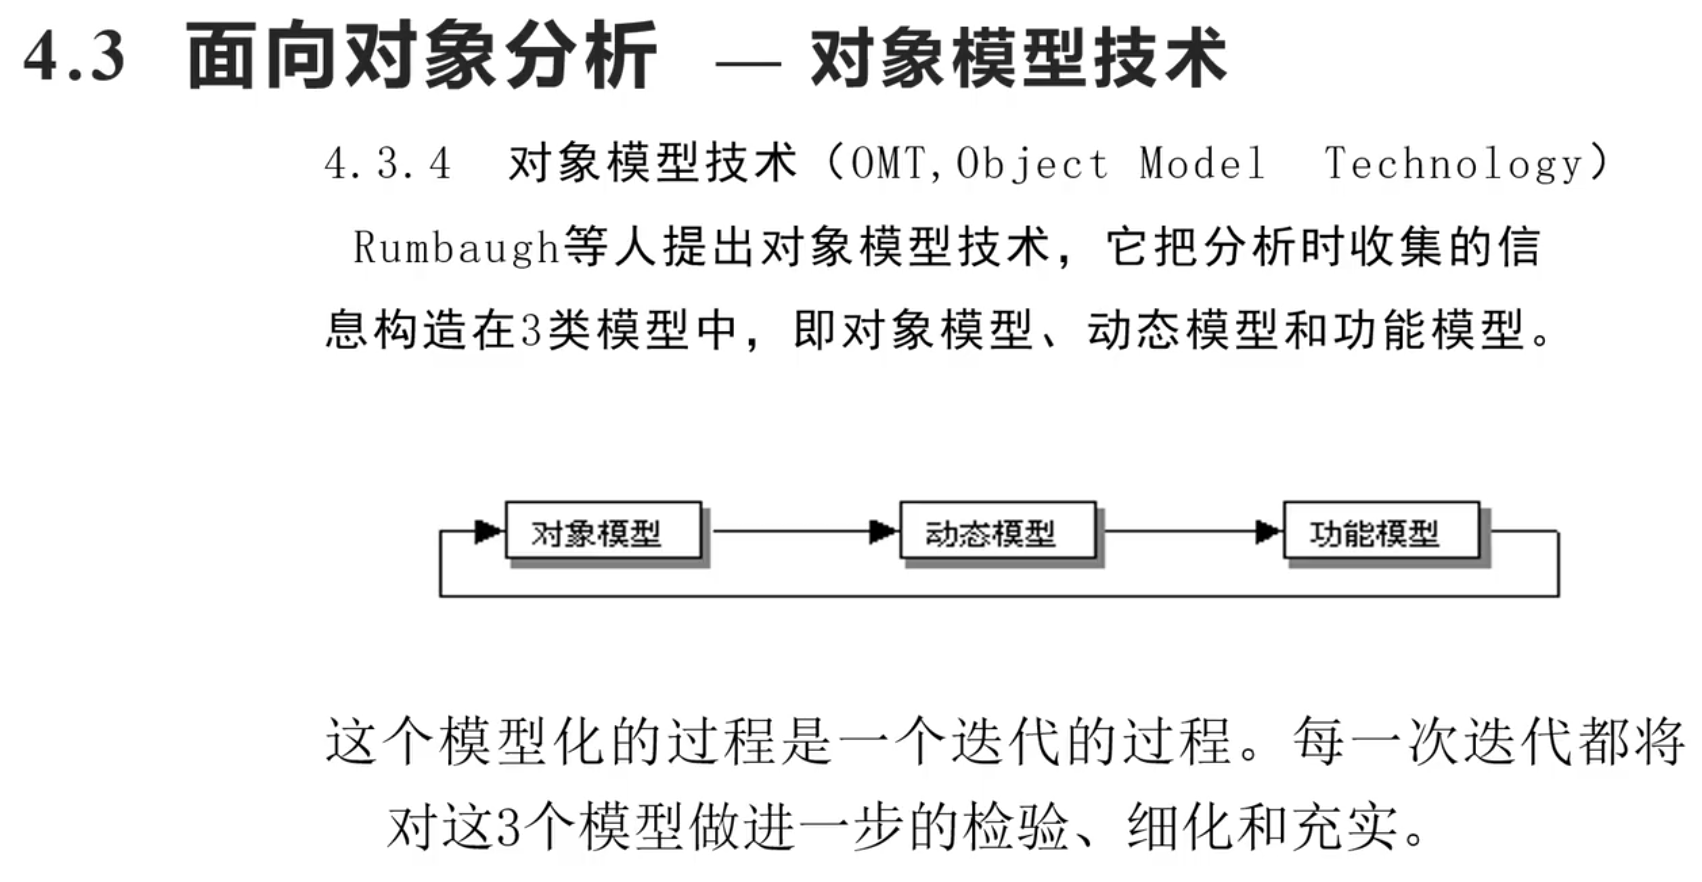 4.3 面向对象分析 — 对象模型技术
4.3.4 对象模型技术（OMT,Object Model Technology）
Rumbaugh等人提出对象模型技术，它把分析时收集的信
息构造在3类模型中，即对象模型、动态模型和功能模型。
对象模型 动态模型 功能模型
这个模型化的过程是一个迭代的过程。每一次迭代都将
对这3个模型做进一步的检验、细化和充实。